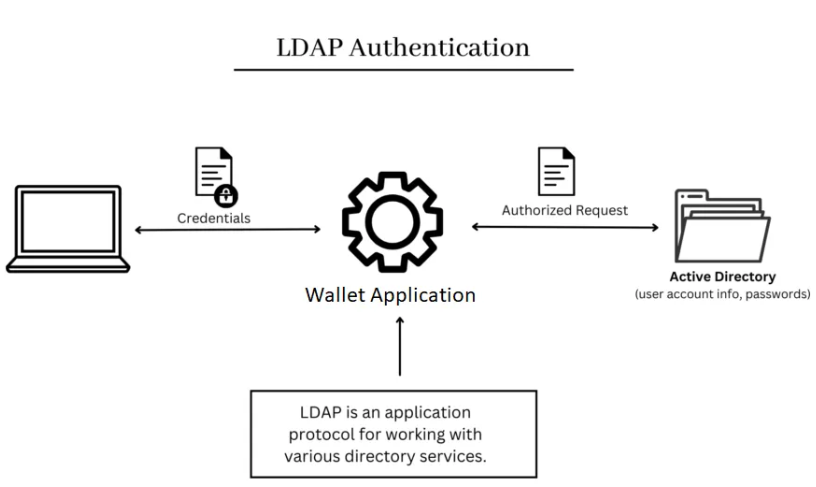 LDAP Authentication
Credentials
Authorized Request
Wallet Application
Active Directory
(user account info, passwords)
LDAP is an application
protocol for working with
various directory services.